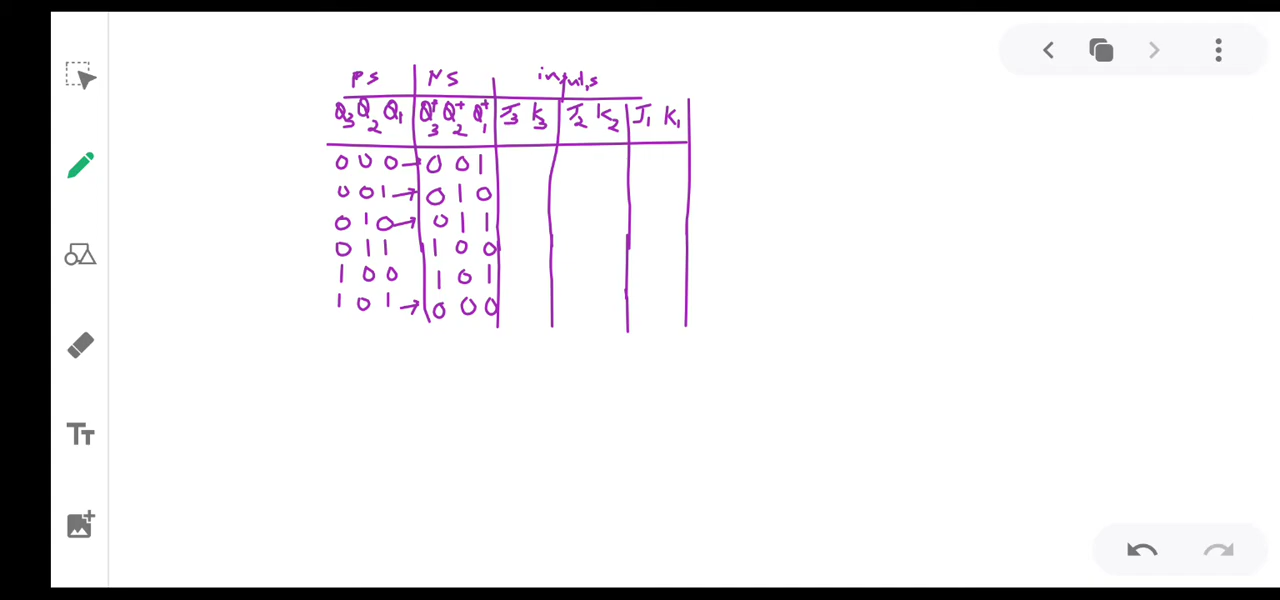 PS NS inputs
Q3 Q2 Q1 Q3+ Q2+ Q1+ J3 K3 J2 K2 J1 K1
0 0 0 → 0 0 1
0 0 1 → 0 1 0
0 1 0 → 0 1 1
0 1 1 1 0 0
1 0 0 1 0 1
1 0 1 → 0 0 0
TT